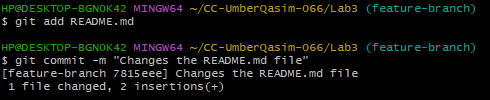 HP@DESKTOP-BGNOK42 MINGW64 ~/CC-UmberQasim-066/Lab3 (feature-branch)
$ git add README.md

HP@DESKTOP-BGNOK42 MINGW64 ~/CC-UmberQasim-066/Lab3 (feature-branch)
$ git commit -m "Changes the README.md file"
[feature-branch 7815eee] Changes the README.md file
 1 file changed, 2 insertions(+)